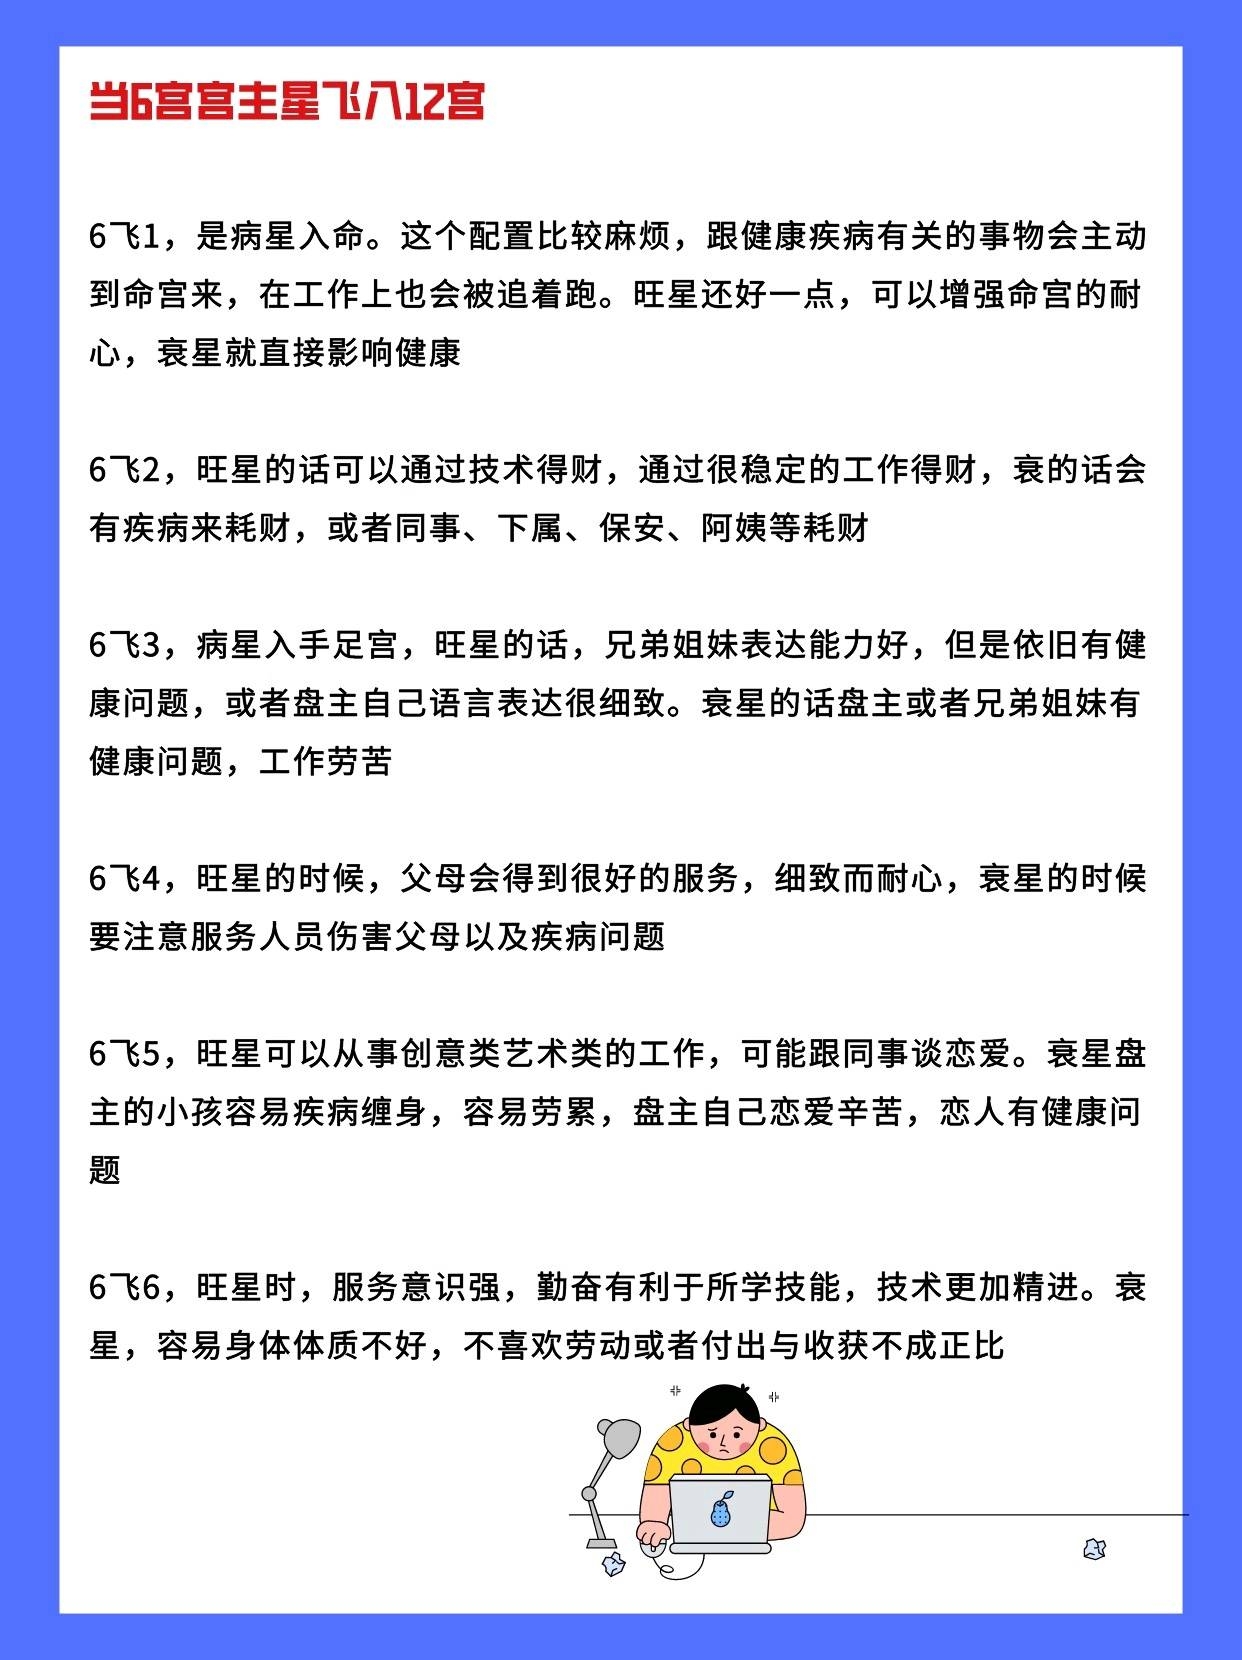 当6宫宫主星飞入12宫
6飞1，是病星入命。这个配置比较麻烦，跟健康疾病有关的事物会主动
到命宫来，在工作上也会被追着跑。旺星还好一点，可以增强命宫的耐
心，衰星就直接影响健康
6飞2，旺星的话可以通过技术得财，通过很稳定的工作得财，衰的话会
有疾病来耗财，或者同事、下属、保安、阿姨等耗财
6飞3，病星入手足宫，旺星的话，兄弟姐妹表达能力好，但是依旧有健
康问题，或者盘主自己语言表达很细致。衰星的话盘主或者兄弟姐妹有
健康问题，工作劳苦
6飞4，旺星的时候，父母会得到很好的服务，细致而耐心，衰星的时候
要注意服务人员伤害父母以及疾病问题
6飞5，旺星可以从事创意类艺术类的工作，可能跟同事谈恋爱。衰星盘
主的小孩容易疾病缠身，容易劳累，盘主自己恋爱辛苦，恋人有健康问
题
6飞6，旺星时，服务意识强，勤奋有利于所学技能，技术更加精进。衰
星，容易身体体质不好，不喜欢劳动或者付出与收获不成正比